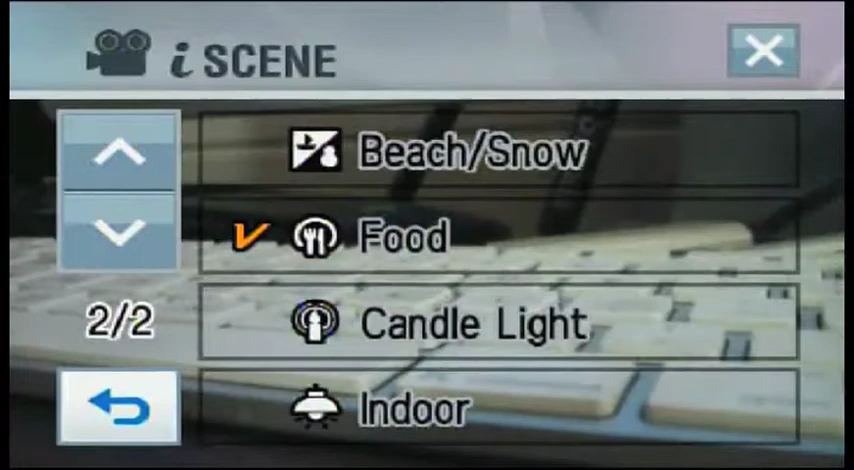 i SCENE
Beach/Snow
Food
Candle Light
2/2
Indoor